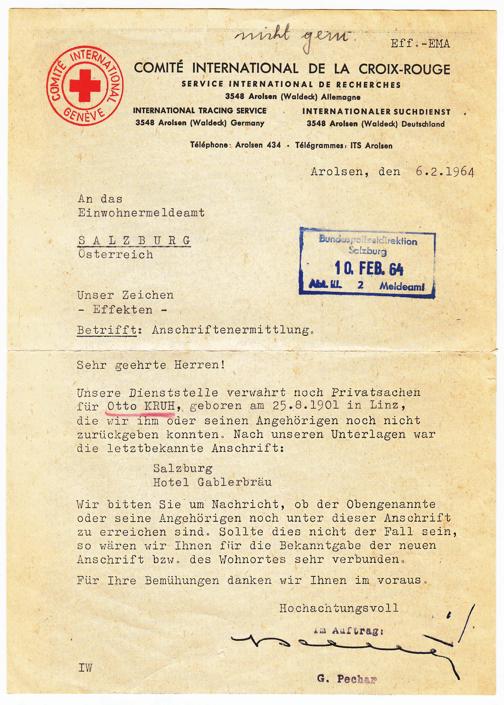 nicht gem.
Eff.-EMA
COMITÉ INTERNATIONAL
GENÈVE
COMITÉ INTERNATIONAL DE LA CROIX-ROUGE
SERVICE INTERNATIONAL DE RECHERCHES
3548 Arolsen (Waldeck) Allemagne
INTERNATIONAL TRACING SERVICE · INTERNATIONALER SUCHDIENST
3548 Arolsen (Waldeck) Germany 3548 Arolsen (Waldeck) Deutschland
Téléphone: Arolsen 434 · Télégrammes: ITS Arolsen
Arolsen, den 6.2.1964
An das
Einwohnermeldeamt
SALZBURG
Österreich
Bundespolizeidirektion
Salzburg
10. FEB. 64
Abt. III. 2 Meldeamt
Unser Zeichen
- Effekten -
Betrifft: Anschriftenermittlung.
Sehr geehrte Herren!
Unsere Dienststelle verwahrt noch Privatsachen
für Otto KRUH, geboren am 25.8.1901 in Linz,
die wir ihm oder seinen Angehörigen noch nicht
zurückgeben konnten. Nach unseren Unterlagen war
die letztbekannte Anschrift:
Salzburg
Hotel Gablerbräu
Wir bitten Sie um Nachricht, ob der Obengenannte
oder seine Angehörigen noch unter dieser Anschrift
zu erreichen sind. Sollte dies nicht der Fall sein,
so wären wir Ihnen für die Bekanntgabe der neuen
Anschrift bzw. des Wohnortes sehr verbunden.
Für Ihre Bemühungen danken wir Ihnen im voraus.
Hochachtungsvoll
Im Auftrag:
IW
G. Pechar